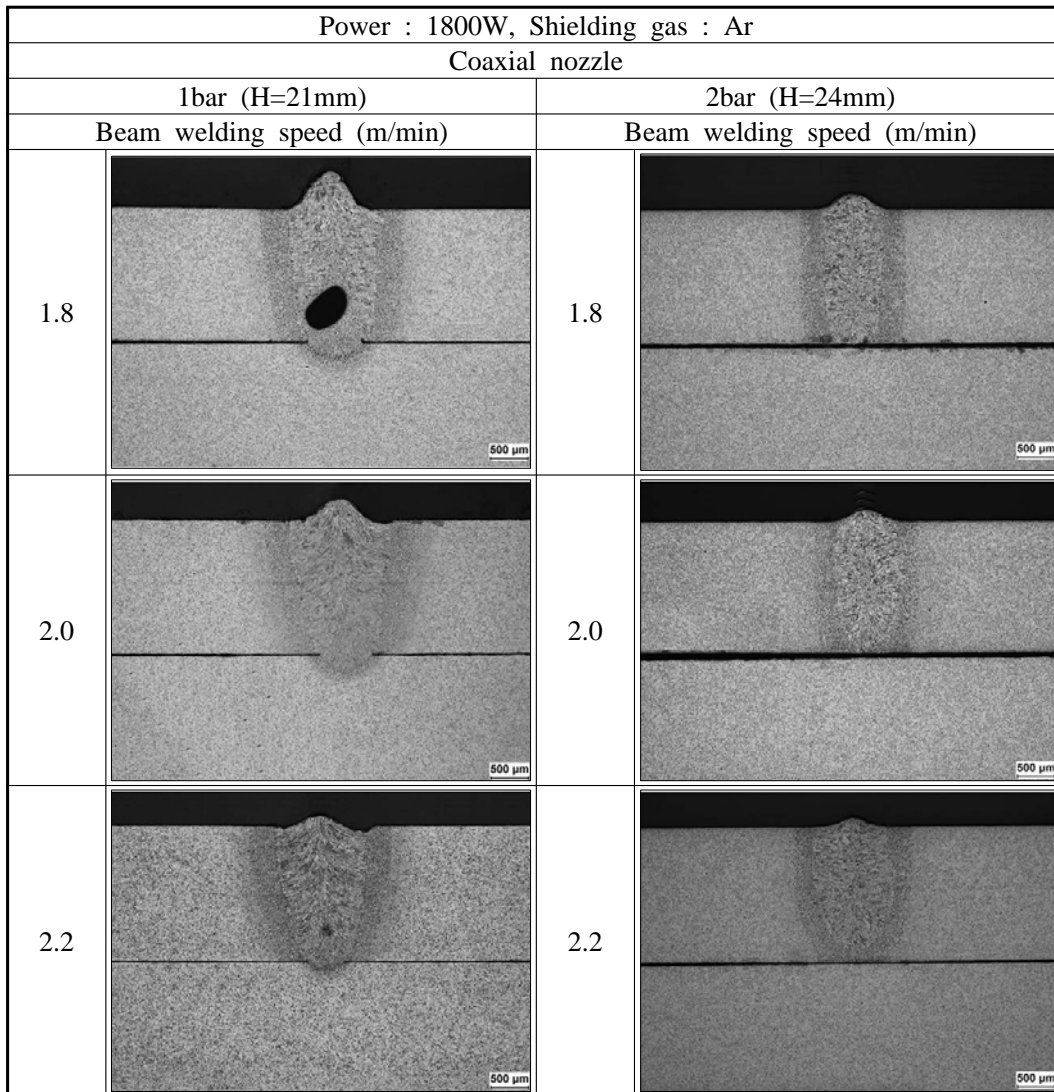 Power : 1800W, Shielding gas : Ar
Coaxial nozzle
1bar (H=21mm) 2bar (H=24mm)
Beam welding speed (m/min) Beam welding speed (m/min)
1.8 500 µm 1.8 500 µm
2.0 500 µm 2.0 500 µm
2.2 500 µm 2.2 500 µm